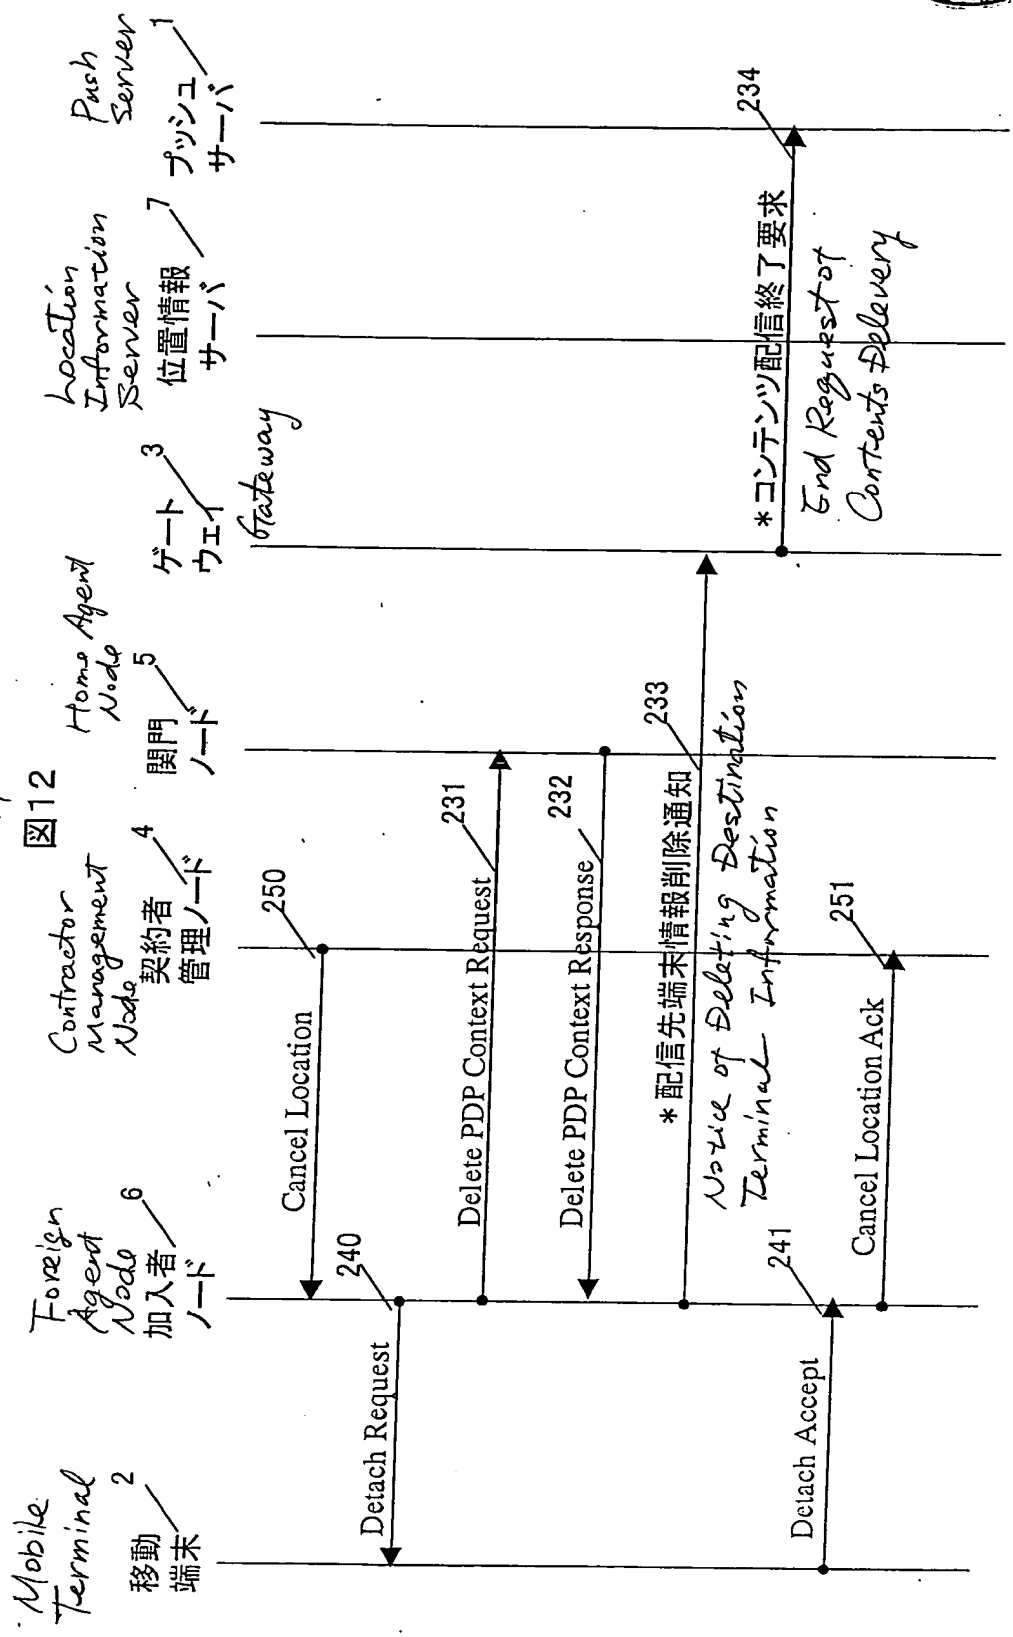 図12
Mobile
Terminal
2
移動
端末
Foreign
Agent
Node
6
加入者
ノード
Contractor
Management
Node
4
契約者
管理ノード
Home Agent
Node
5
関門
ノード
3
ゲート
ウェイ
Gateway
Location
Information
Server
7
位置情報
サーバ
Push
Server
1
プッシュ
サーバ
250
Cancel Location
240
Detach Request
231
Delete PDP Context Request
232
Delete PDP Context Response
233
*配信先端末情報削除通知
Notice of Deleting Destination
Terminal Information
234
*コンテンツ配信終了要求
End Request of
Contents Delevery
241
Detach Accept
251
Cancel Location Ack